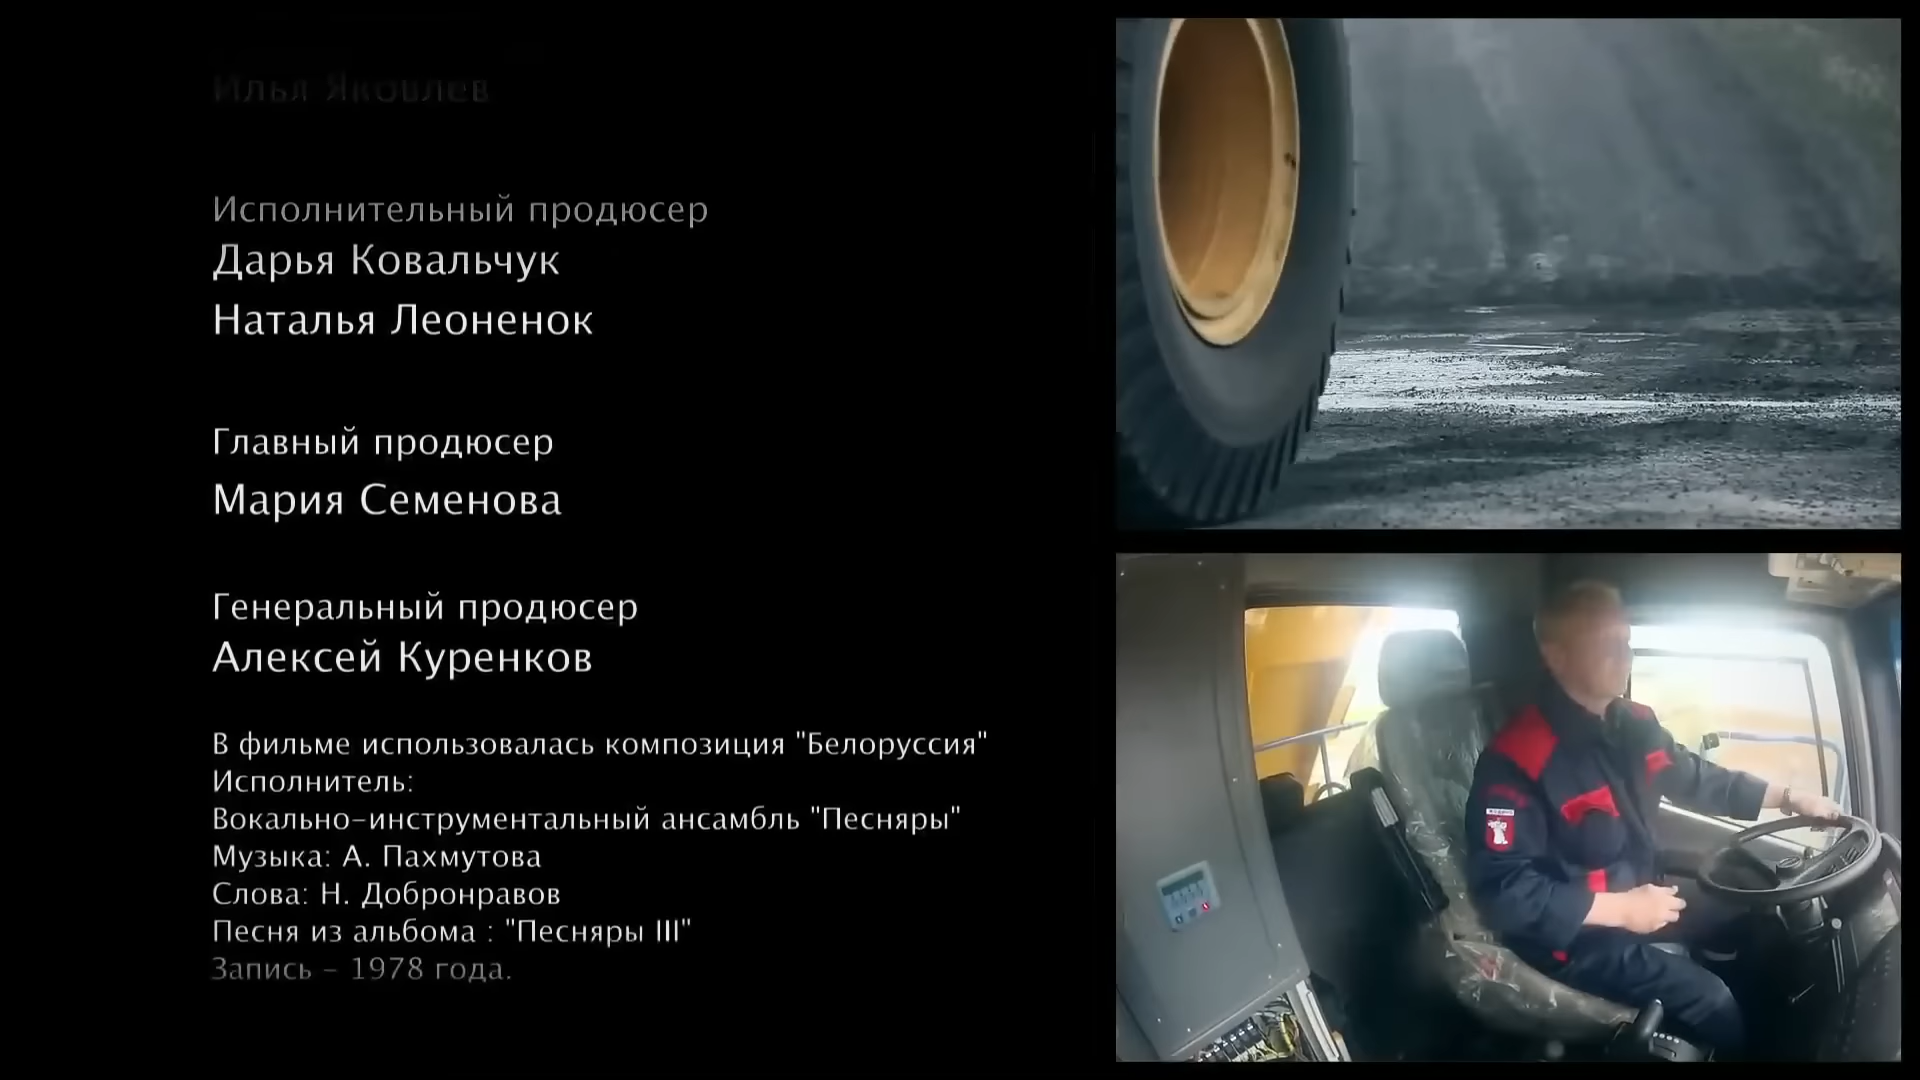 Илья Яковлев
Исполнительный продюсер
Дарья Ковальчук
Наталья Леоненок
Главный продюсер
Мария Семенова
Генеральный продюсер
Алексей Куренков
В фильме использовалась композиция "Белоруссия"
Исполнитель:
Вокально-инструментальный ансамбль "Песняры"
Музыка: А. Пахмутова
Слова: Н. Добронравов
Песня из альбома : "Песняры III"
Запись - 1978 года.